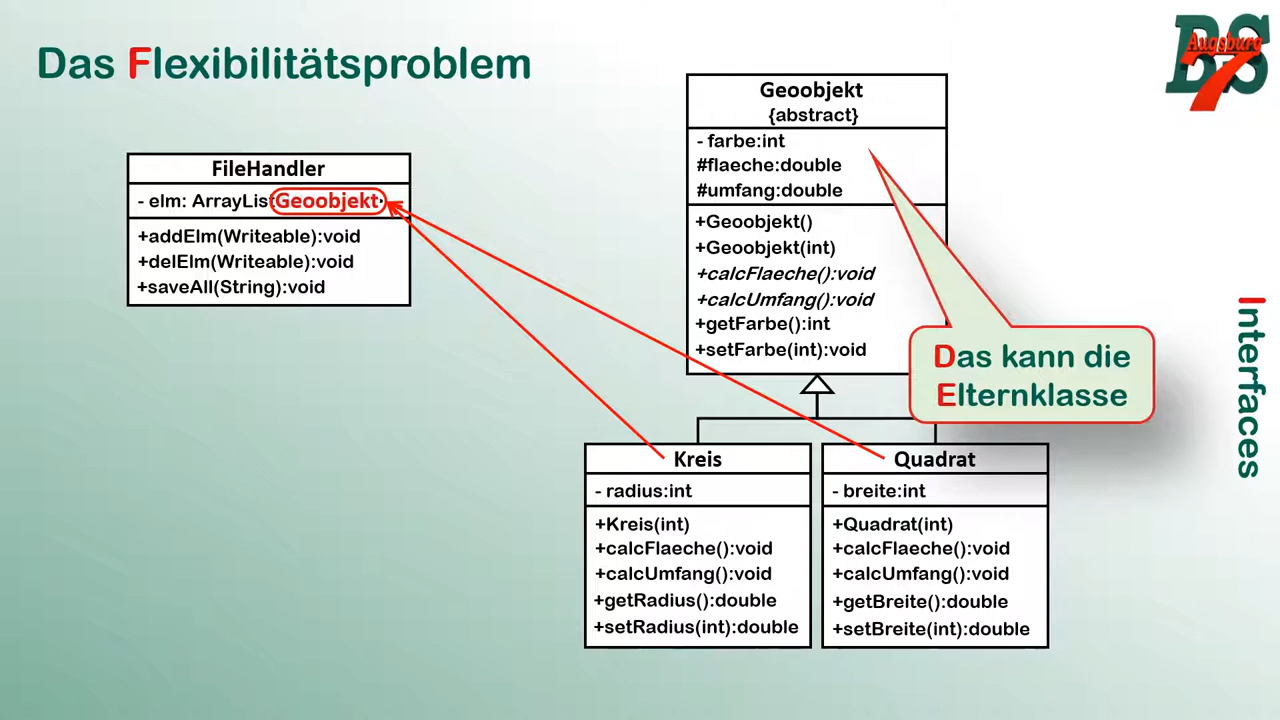 Das Flexibilitätsproblem
BS
Augsburg
7
FileHandler
- elm: ArrayList Geoobjekt
+addElm(Writeable):void
+delElm(Writeable):void
+saveAll(String):void
Geoobjekt
{abstract}
- farbe:int
#flaeche:double
#umfang:double
+Geoobjekt()
+Geoobjekt(int)
+calcFlaeche():void
+calcUmfang():void
+getFarbe():int
+setFarbe(int):void
Das kann die
Elternklasse
Interfaces
Kreis
- radius:int
+Kreis(int)
+calcFlaeche():void
+calcUmfang():void
+getRadius():double
+setRadius(int):double
Quadrat
- breite:int
+Quadrat(int)
+calcFlaeche():void
+calcUmfang():void
+getBreite():double
+setBreite(int):double